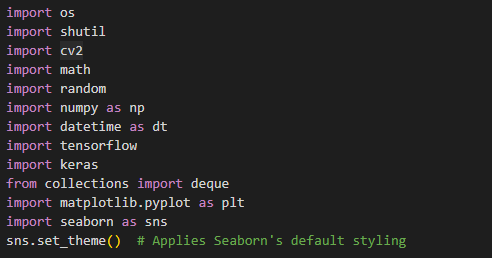 import os
import shutil
import cv2
import math
import random
import numpy as np
import datetime as dt
import tensorflow
import keras
from collections import deque
import matplotlib.pyplot as plt
import seaborn as sns
sns.set_theme()  # Applies Seaborn's default styling